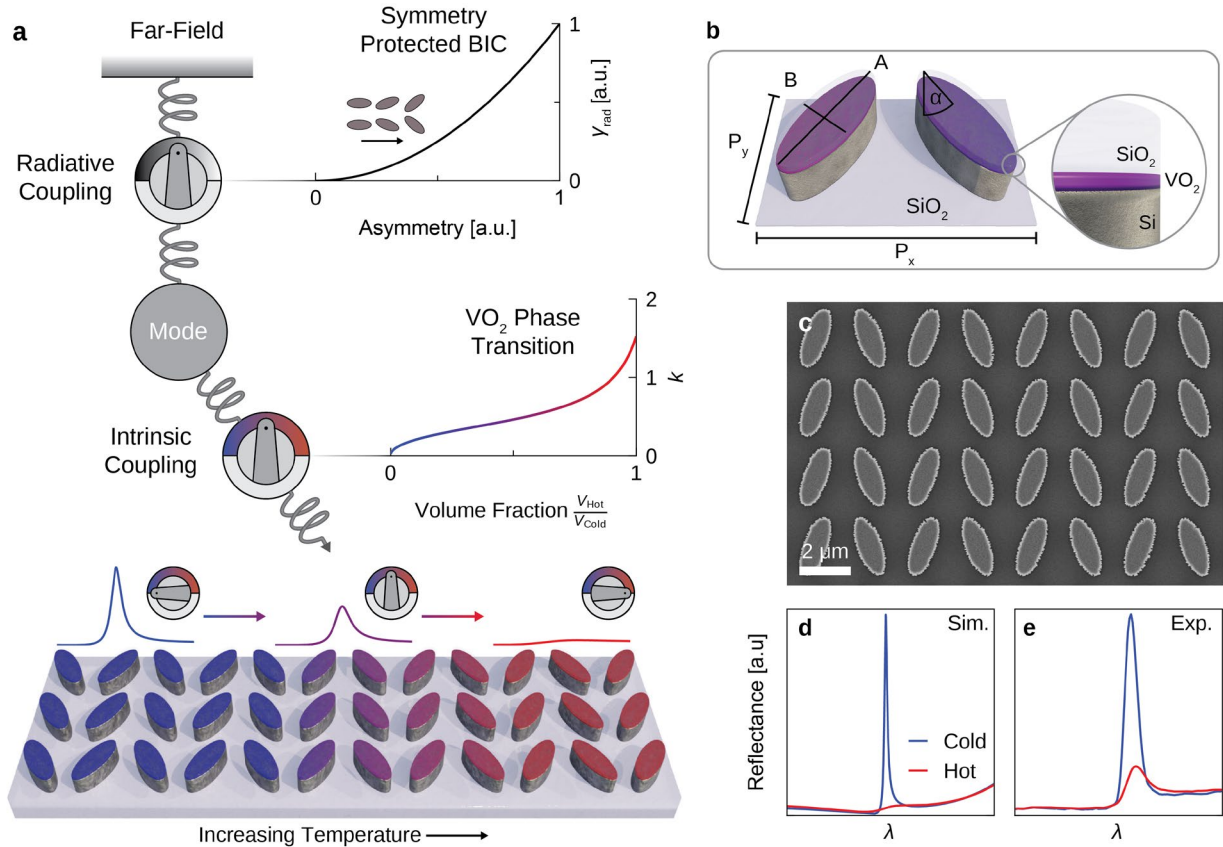 a
Far-Field
Symmetry
Protected BIC
1
γrad [a.u.]
0
0
1
Asymmetry [a.u.]
Radiative
Coupling
Mode
VO2 Phase
Transition
2
1
k
0
0
1
Volume Fraction VHot/VCold
Intrinsic
Coupling
Increasing Temperature
b
A
B
α
Py
Px
SiO2
SiO2
VO2
Si
c
2 µm
d
Sim.
Reflectance [a.u]
Cold
Hot
λ
e
Exp.
λ